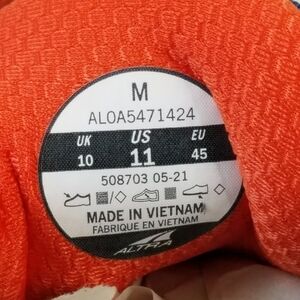 M
AL0A5471424
UK US EU
10 11 45
508703 05-21
MADE IN VIETNAM
FABRIQUE EN VIETNAM
ALTRA